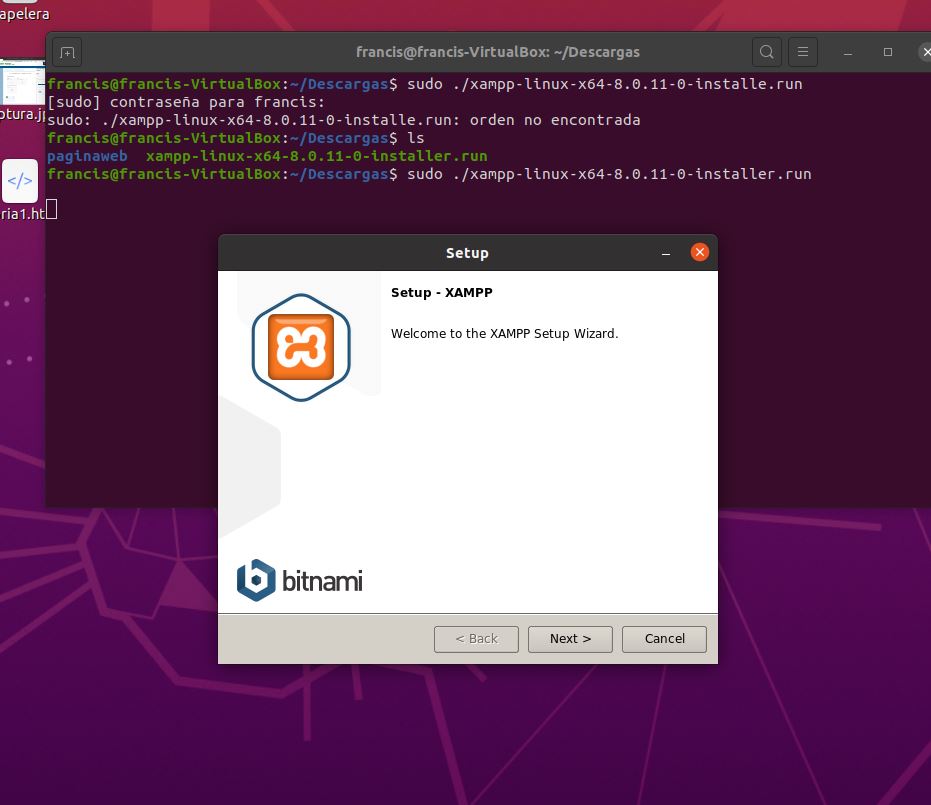 apelera
francis@francis-VirtualBox: ~/Descargas
francis@francis-VirtualBox:~/Descargas$ sudo ./xampp-linux-x64-8.0.11-0-installe.run
[sudo] contraseña para francis:
sudo: ./xampp-linux-x64-8.0.11-0-installe.run: orden no encontrada
francis@francis-VirtualBox:~/Descargas$ ls
paginaweb  xampp-linux-x64-8.0.11-0-installer.run
francis@francis-VirtualBox:~/Descargas$ sudo ./xampp-linux-x64-8.0.11-0-installer.run
otura.j
</>
ria1.ht
Setup
Setup - XAMPP
Welcome to the XAMPP Setup Wizard.
bitnami
< Back
Next >
Cancel